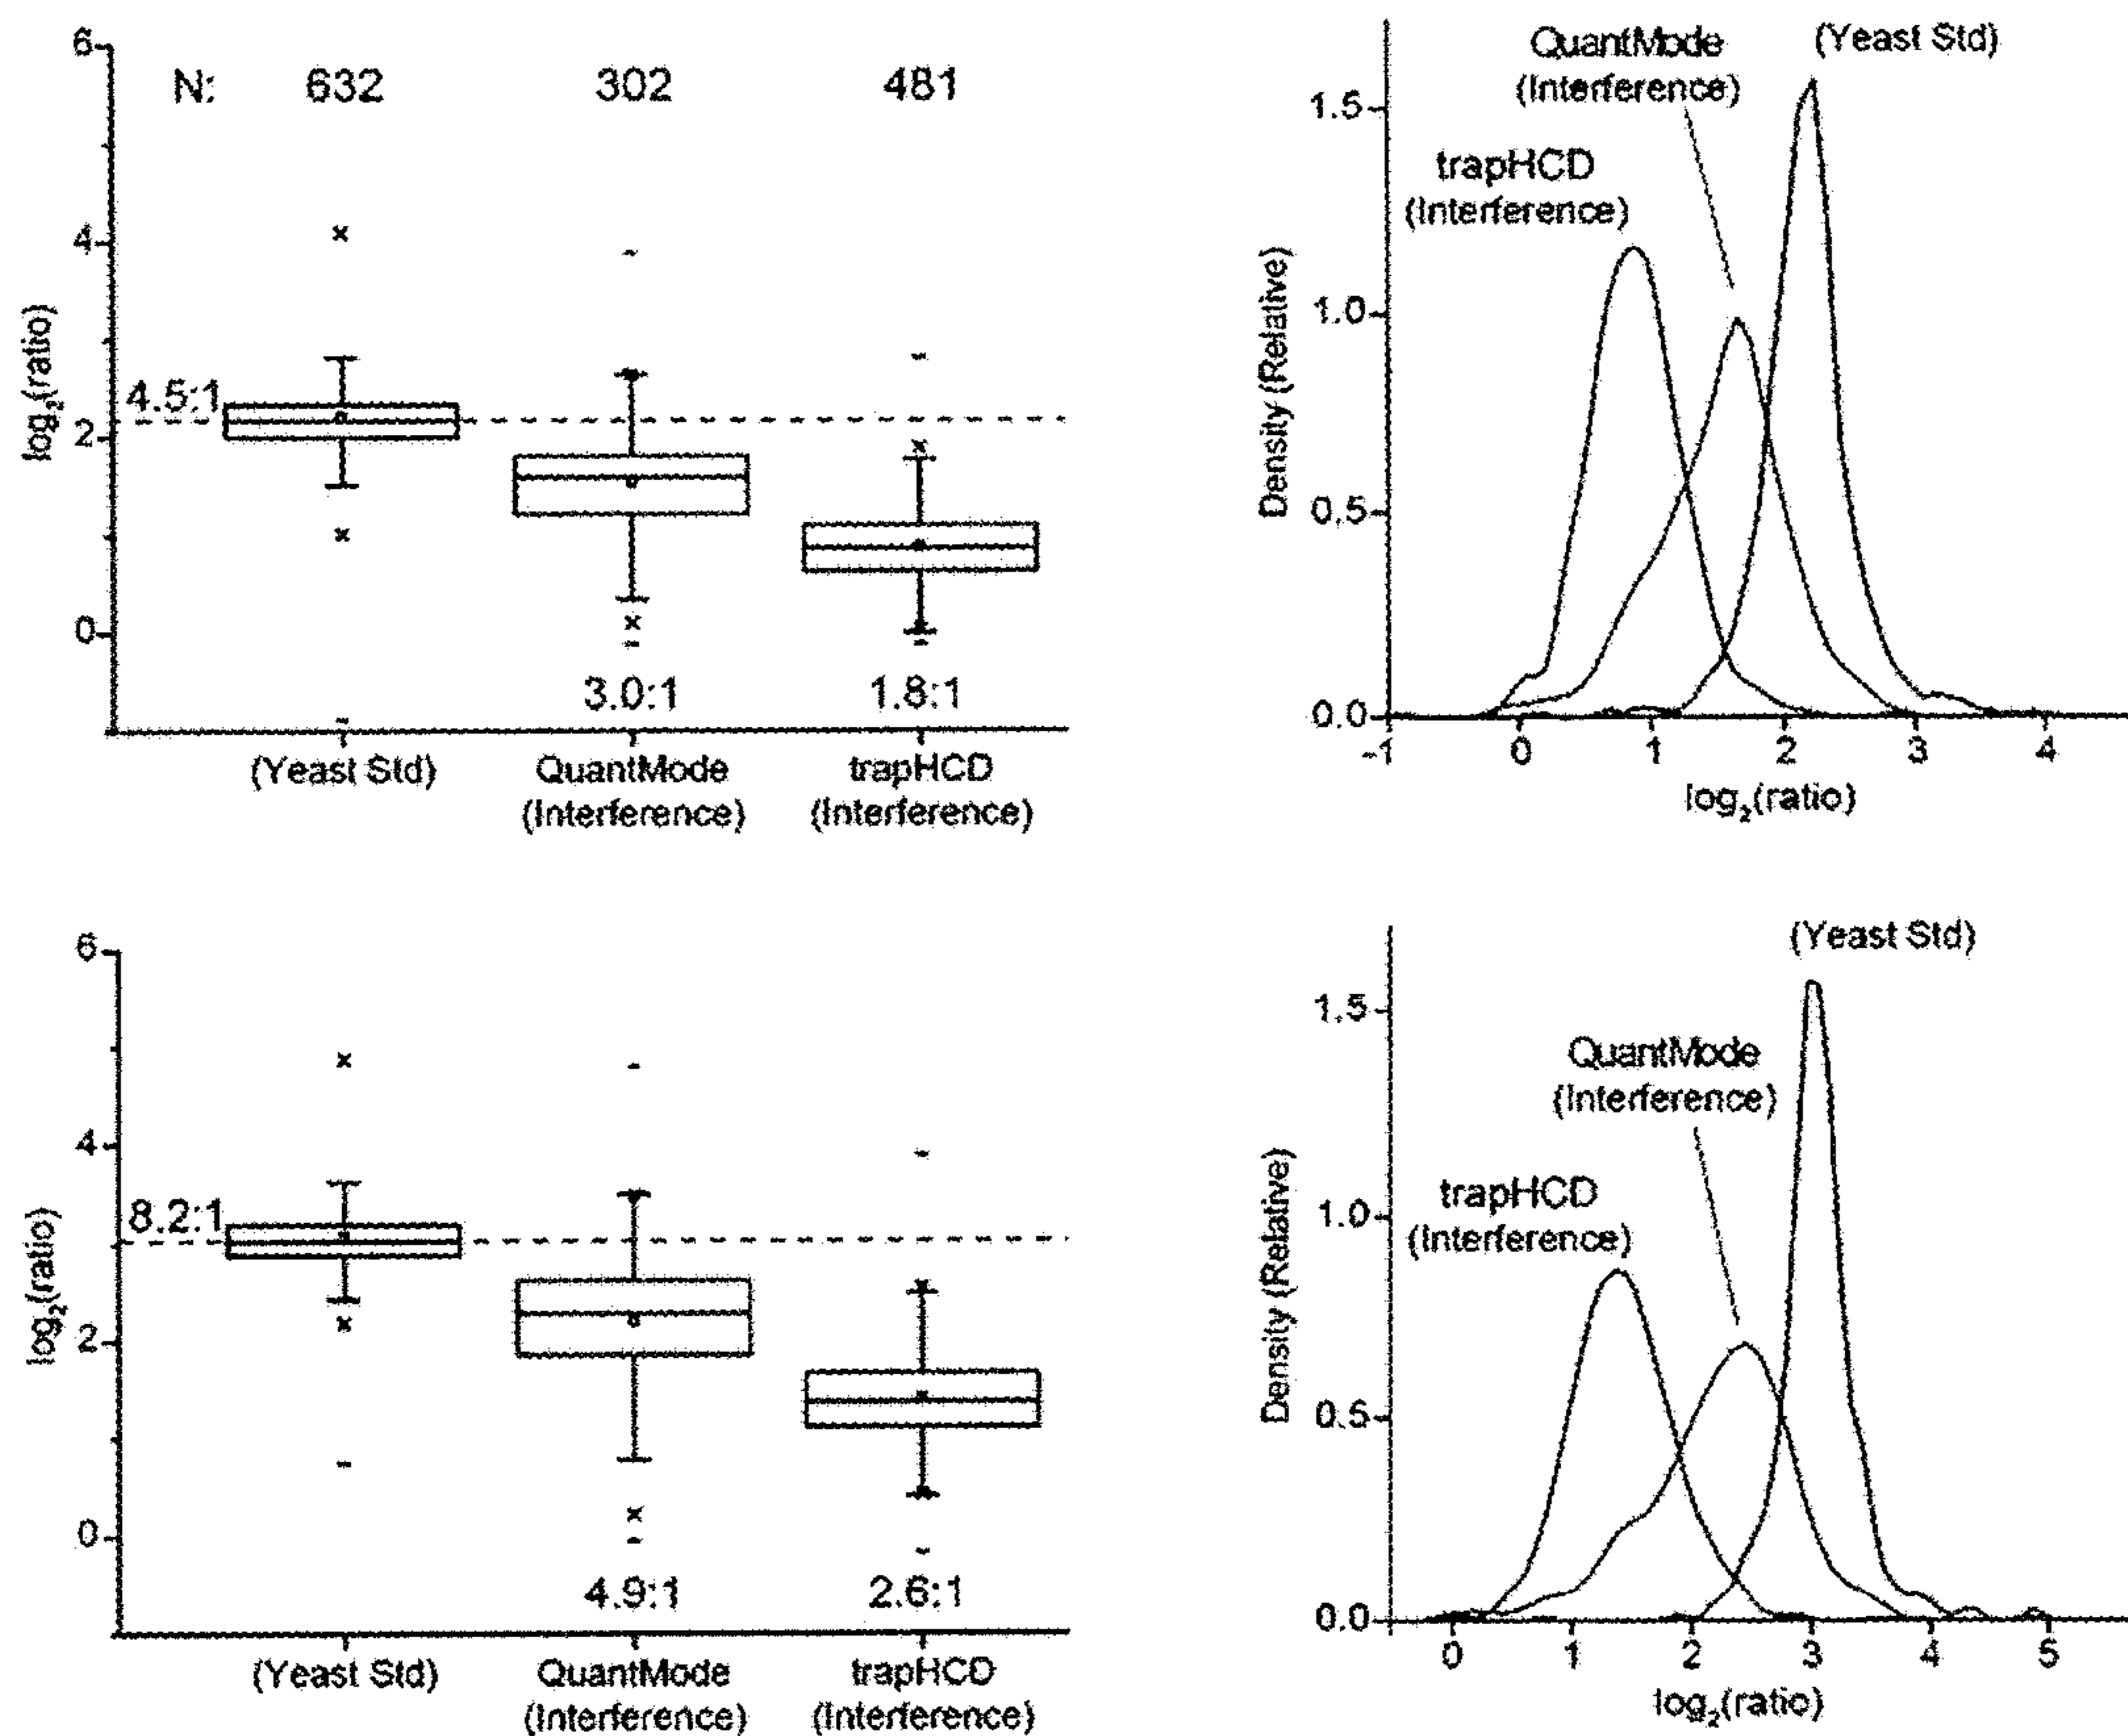 N: 632 302 481
6
4
2
0
log₂(ratio)
4.5:1
3.0:1 1.8:1
(Yeast Std) QuantMode trapHCD
(Interference) (Interference)
QuantMode
(Interference)
(Yeast Std)
trapHCD
(Interference)
Density (Relative)
1.5
1.0
0.5
0.0
-1 0 1 2 3 4
log₂(ratio)
6
4
2
0
log₂(ratio)
8.2:1
4.9:1 2.6:1
(Yeast Std) QuantMode trapHCD
(Interference) (Interference)
(Yeast Std)
QuantMode
(Interference)
trapHCD
(Interference)
Density (Relative)
1.5
1.0
0.5
0.0
0 1 2 3 4 5
log₂(ratio)